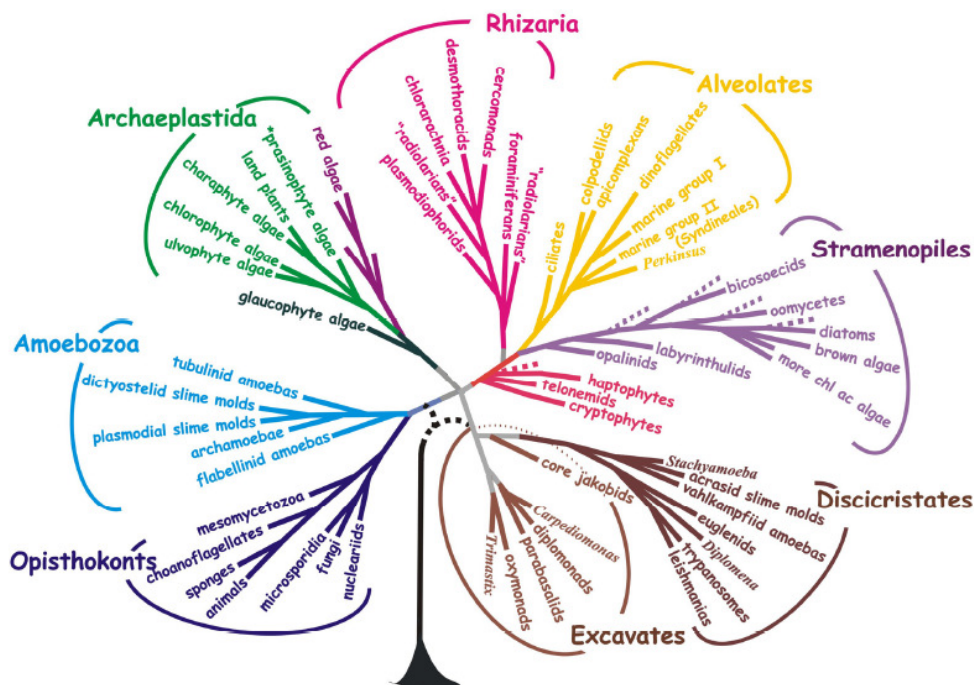 Rhizaria
desmothoracids
cercomonads
chlorarachnia
"radiolarians"
plasmodiophorids
foraminiferans
"radiolarians"
Alveolates
ciliates
colpodellids
apicomplexans
dinoflagellates
marine group I
marine group II
(Syndineales)
Perkinsus
Archaeplastida
red algae
*prasinophyte algae
land plants
charaphyte algae
chlorophyte algae
ulvophyte algae
glaucophyte algae
Stramenopiles
bicosoecids
oomycetes
diatoms
brown algae
more chl ac algae
labyrinthulids
opalinids
haptophytes
telonemids
cryptophytes
Amoebozoa
tubulinid amoebas
dictyostelid slime molds
plasmodial slime molds
archamoebae
flabellinid amoebas
Opisthokonts
mesomycetozoa
choanoflagellates
sponges
animals
microsporidia
fungi
nucleariids
Discicristates
Stachyamoeba
acrasid slime molds
vahlkampfiid amoebas
euglenids
Diplomena
trypanosomes
leishmanias
core jakobids
Excavates
Carpediomonas
diplomonads
parabasalids
oxymonads
Trimastix